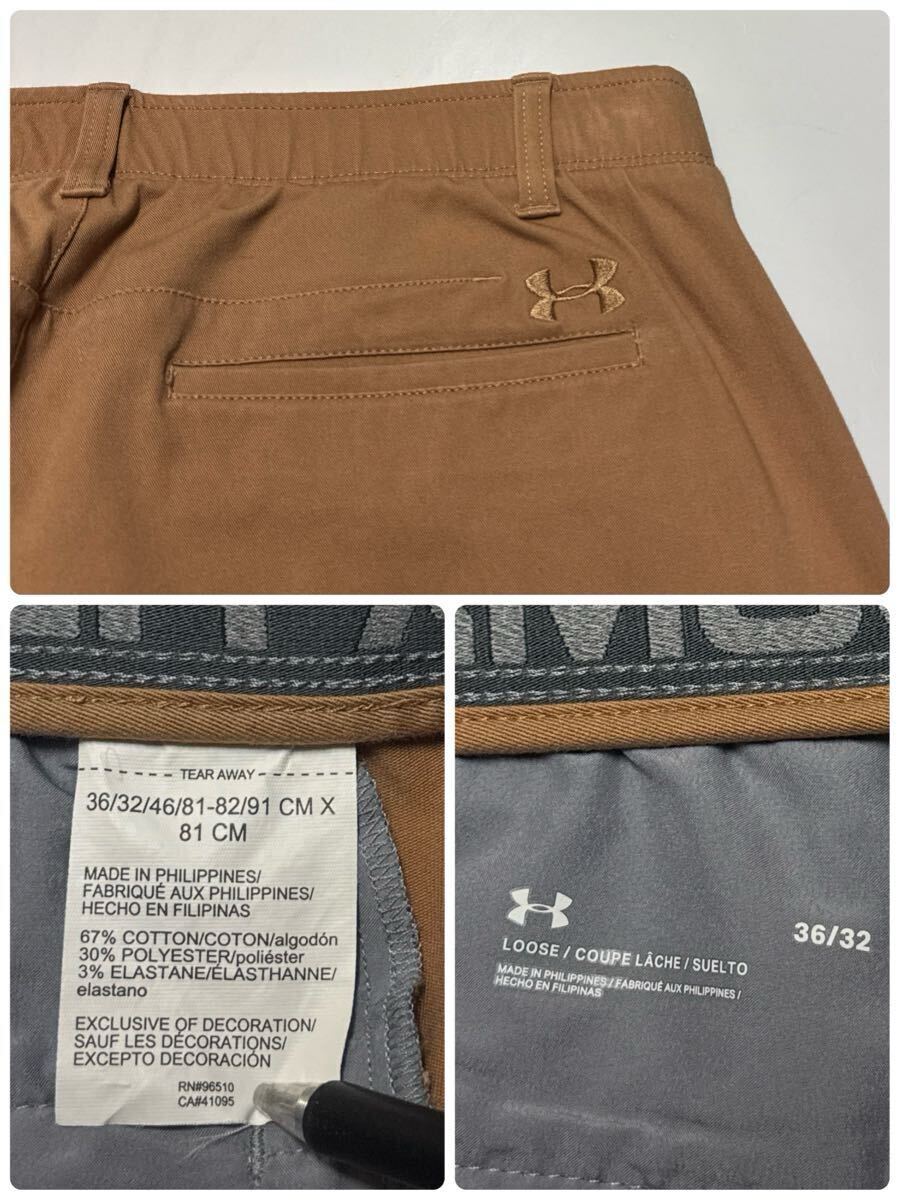 TEAR AWAY
36/32/46/81-82/91 CM X
81 CM
MADE IN PHILIPPINES/
FABRIQUÉ AUX PHILIPPINES/
HECHO EN FILIPINAS
67% COTTON/COTON/algodón
30% POLYESTER/poliéster
3% ELASTANE/ÉLASTHANNE/
elastano
EXCLUSIVE OF DECORATION/
SAUF LES DÉCORATIONS/
EXCEPTO DECORACIÓN
RN#96510
CA#41095
36/32
LOOSE / COUPE LÂCHE / SUELTO
MADE IN PHILIPPINES / FABRIQUÉ AUX PHILIPPINES /
HECHO EN FILIPINAS